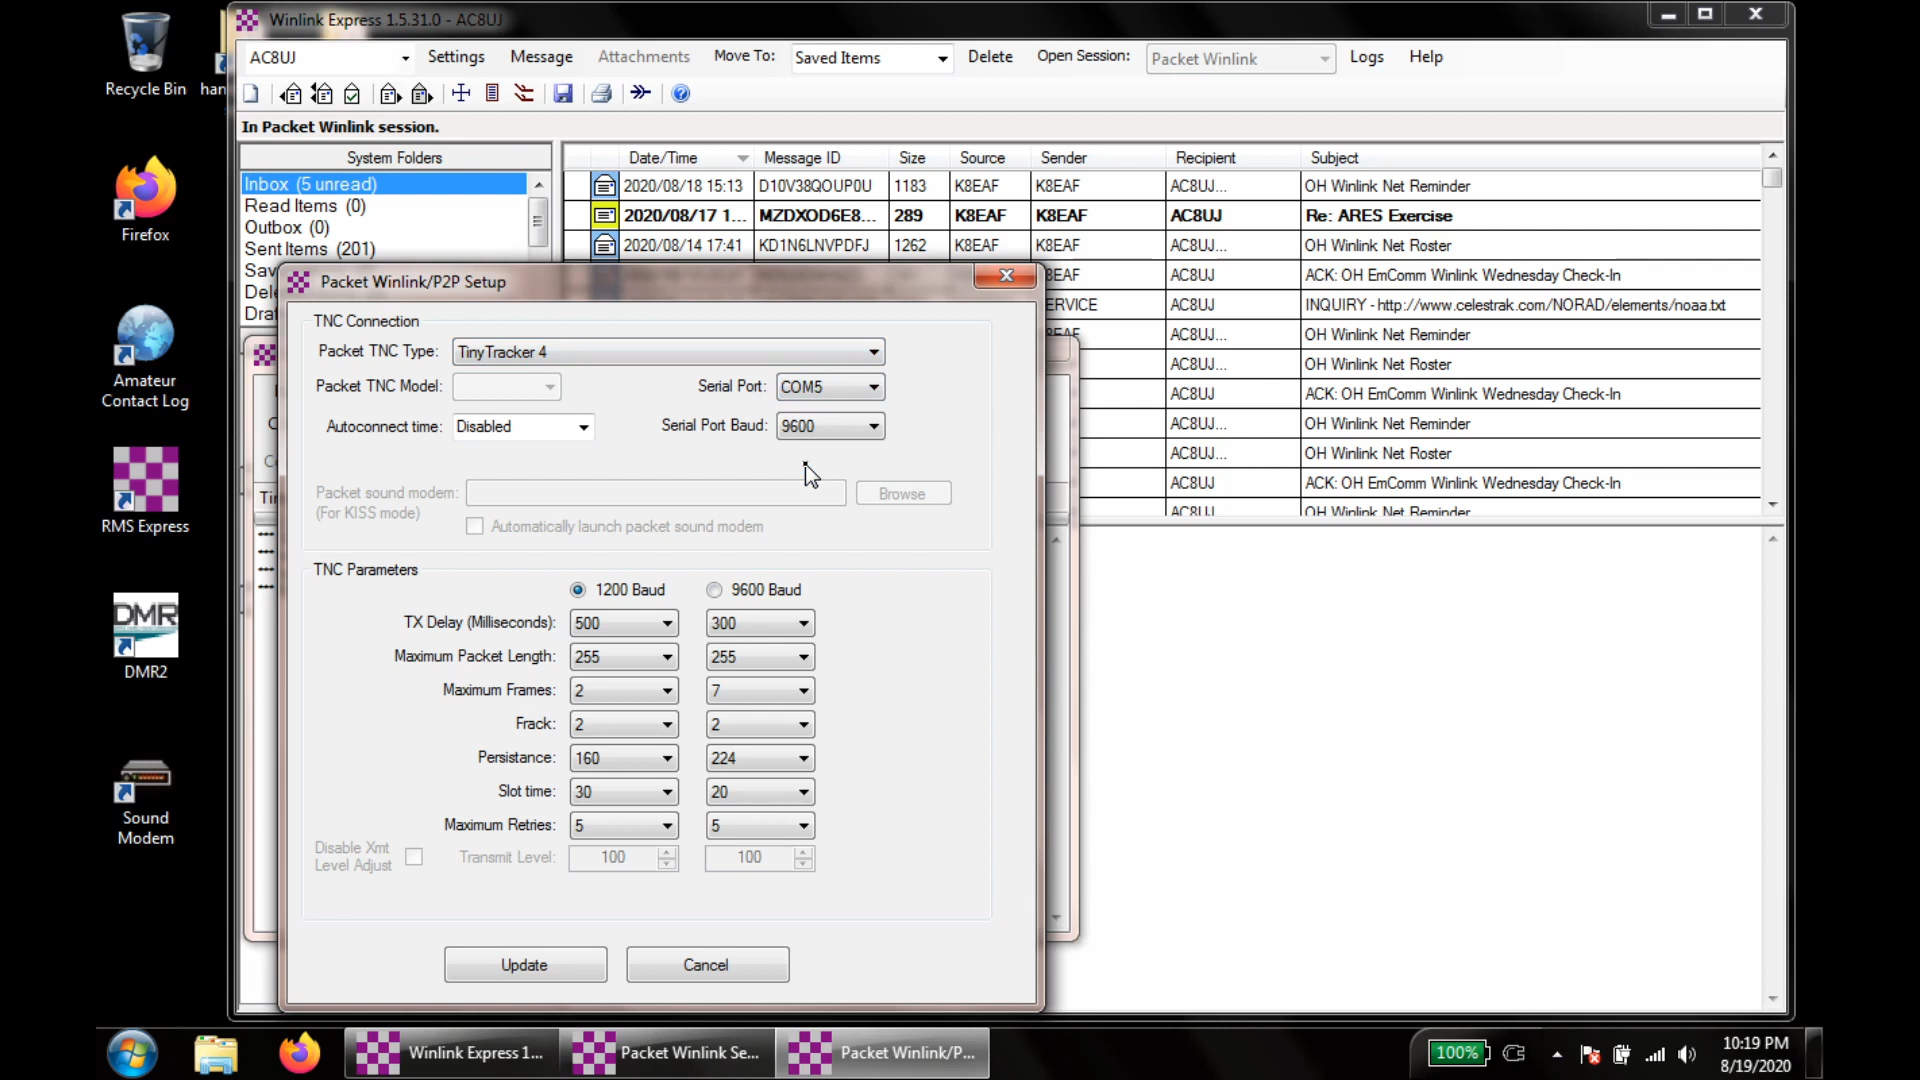 Winlink Express 1.5.31.0 - AC8UJ
AC8UJ Settings Message Attachments Move To: Saved Items Delete Open Session: Packet Winlink Logs Help
In Packet Winlink session.
System Folders
Inbox (5 unread)
Read Items (0)
Outbox (0)
Sent Items (201)
Date/Time Message ID Size Source Sender Recipient Subject
2020/08/18 15:13 D10V38QOUP0U 1183 K8EAF K8EAF AC8UJ... OH Winlink Net Reminder
2020/08/17 1... MZDXOD6E8... 289 K8EAF K8EAF AC8UJ Re: ARES Exercise
2020/08/14 17:41 KD1N6LNVPDFJ 1262 K8EAF K8EAF AC8UJ... OH Winlink Net Roster
8EAF AC8UJ ACK: OH EmComm Winlink Wednesday Check-In
ERVICE AC8UJ INQUIRY - http://www.celestrak.com/NORAD/elements/noaa.txt
8EAF AC8UJ... OH Winlink Net Reminder
AC8UJ... OH Winlink Net Roster
AC8UJ ACK: OH EmComm Winlink Wednesday Check-In
AC8UJ... OH Winlink Net Reminder
AC8UJ... OH Winlink Net Roster
AC8UJ ACK: OH EmComm Winlink Wednesday Check-In
AC8UJ OH Winlink Net Reminder
Sav
Dele
Draf
Packet Winlink/P2P Setup
TNC Connection
Packet TNC Type: TinyTracker 4
Packet TNC Model: Serial Port: COM5
Autoconnect time: Disabled Serial Port Baud: 9600
Packet sound modem: Browse
(For KISS mode)
Automatically launch packet sound modem
TNC Parameters
1200 Baud 9600 Baud
TX Delay (Milliseconds): 500 300
Maximum Packet Length: 255 255
Maximum Frames: 2 7
Frack: 2 2
Persistance: 160 224
Slot time: 30 20
Maximum Retries: 5 5
Disable Xmt
Level Adjust Transmit Level: 100 100
Update Cancel
Recycle Bin
han
Firefox
Amateur
Contact Log
RMS Express
DMR
DMR2
Sound
Modem
Winlink Express 1...
Packet Winlink Se...
Packet Winlink/P...
100%
10:19 PM
8/19/2020